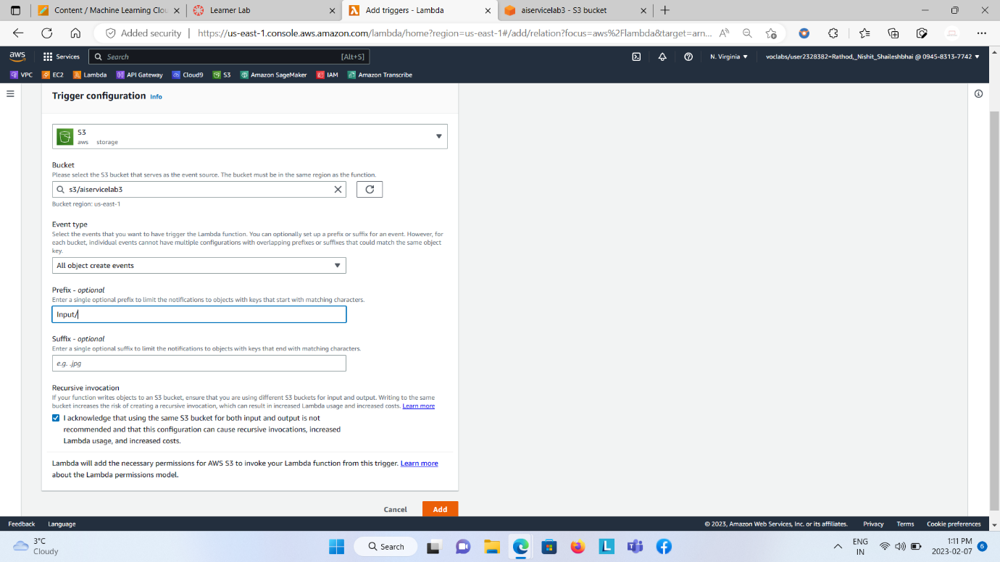 Content / Machine Learning Clou
Learner Lab
Add triggers - Lambda
aiservicelab3 - S3 bucket
Added security
https://us-east-1.console.aws.amazon.com/lambda/home?region=us-east-1#/add/relation?focus=aws%2Flambda&target=arn...
aws
Services
Search
[Alt+S]
N. Virginia
voclabs/user2328382=Rathod,_Nishit_Shaileshbhai @ 0945-8313-7742
VPC
EC2
Lambda
API Gateway
Cloud9
S3
Amazon SageMaker
IAM
Amazon Transcribe
Trigger configuration Info
S3
aws storage
Bucket
Please select the S3 bucket that serves as the event source. The bucket must be in the same region as the function.
s3/aiservicelab3
Bucket region: us-east-1
Event type
Select the events that you want to have trigger the Lambda function. You can optionally set up a prefix or suffix for an event. However, for
each bucket, individual events cannot have multiple configurations with overlapping prefixes or suffixes that could match the same object
key.
All object create events
Prefix - optional
Enter a single optional prefix to limit the notifications to objects with keys that start with matching characters.
Input/
Suffix - optional
Enter a single optional suffix to limit the notifications to objects with keys that end with matching characters.
e.g. .jpg
Recursive invocation
If your function writes objects to an S3 bucket, ensure that you are using different S3 buckets for input and output. Writing to the same
bucket increases the risk of creating a recursive invocation, which can result in increased Lambda usage and increased costs. Learn more
I acknowledge that using the same S3 bucket for both input and output is not
recommended and that this configuration can cause recursive invocations, increased
Lambda usage, and increased costs.
Lambda will add the necessary permissions for AWS S3 to invoke your Lambda function from this trigger. Learn more
about the Lambda permissions model.
Cancel
Add
Feedback
Language
© 2023, Amazon Web Services, Inc. or its affiliates.
Privacy
Terms
Cookie preferences
3°C
Cloudy
Search
ENG
IN
1:11 PM
2023-02-07
6